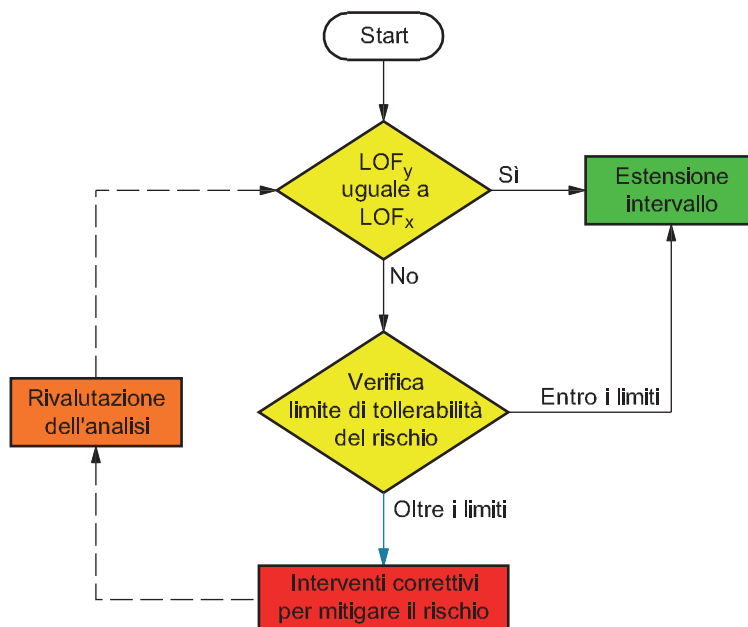 Start
LOFy
uguale a
LOFx
Sì
Estensione
intervallo
No
Verifica
limite di tollerabilità
del rischio
Entro i limiti
Rivalutazione
dell'analisi
Oltre i limiti
Interventi correttivi
per mitigare il rischio